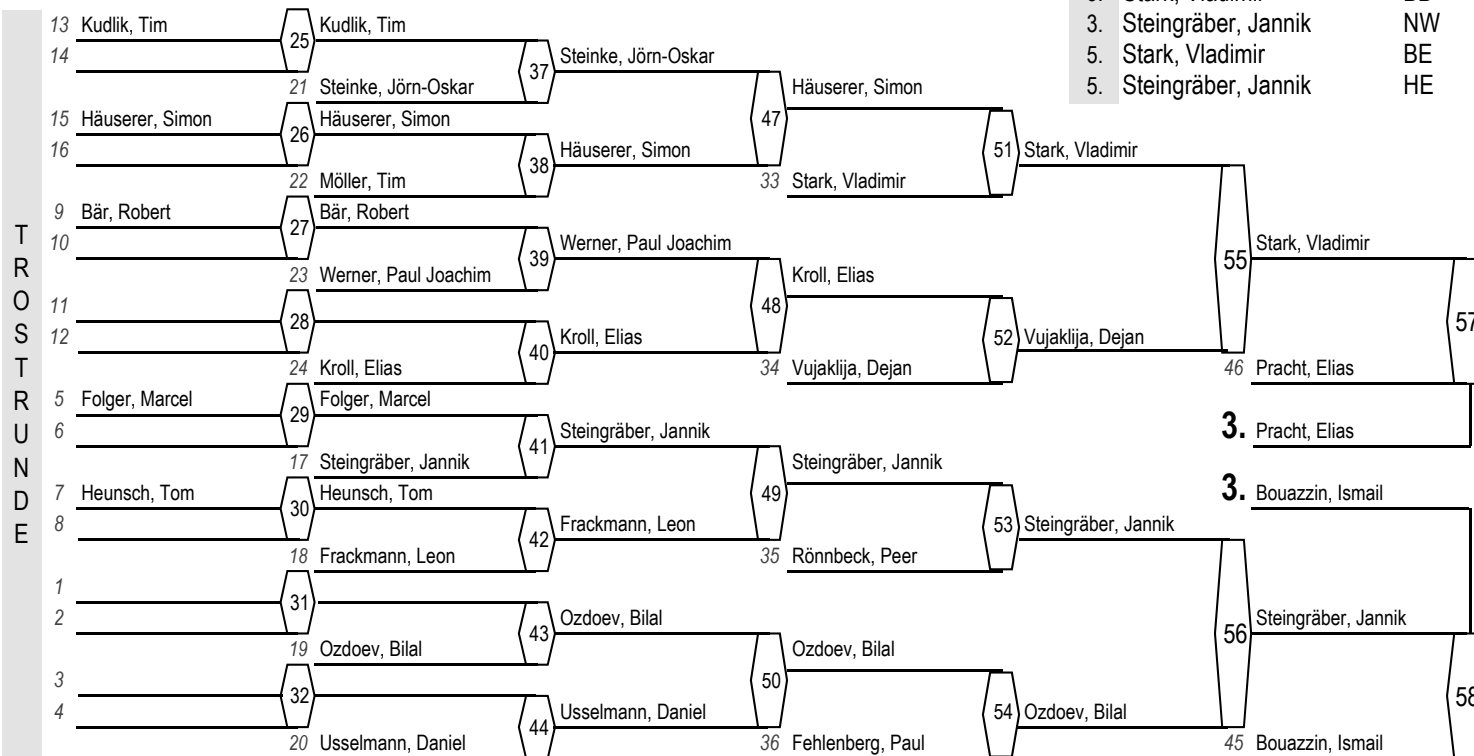 3. Steingräber, Jannik NW
5. Stark, Vladimir BE
5. Steingräber, Jannik HE
TROSTRUNDE
13 Kudlik, Tim 25 Kudlik, Tim
14 37 Steinke, Jörn-Oskar
21 Steinke, Jörn-Oskar 47 Häuserer, Simon
15 Häuserer, Simon 26 Häuserer, Simon
16 38 Häuserer, Simon 51 Stark, Vladimir
22 Möller, Tim 33 Stark, Vladimir
9 Bär, Robert 27 Bär, Robert
10 39 Werner, Paul Joachim 55 Stark, Vladimir
23 Werner, Paul Joachim Kroll, Elias
11 28 48
12 40 Kroll, Elias 52 Vujaklija, Dejan 57
24 Kroll, Elias 34 Vujaklija, Dejan 46 Pracht, Elias
5 Folger, Marcel 29 Folger, Marcel
6 41 Steingräber, Jannik 3. Pracht, Elias
17 Steingräber, Jannik Steingräber, Jannik
7 Heunsch, Tom 30 Heunsch, Tom 49 3. Bouazzin, Ismail
8 42 Frackmann, Leon 53 Steingräber, Jannik
18 Frackmann, Leon 35 Rönnbeck, Peer
1 31
2 43 Ozdoev, Bilal 56 Steingräber, Jannik
19 Ozdoev, Bilal Ozdoev, Bilal
3 32 50
4 44 Usselmann, Daniel 54 Ozdoev, Bilal 58
20 Usselmann, Daniel 36 Fehlenberg, Paul 45 Bouazzin, Ismail